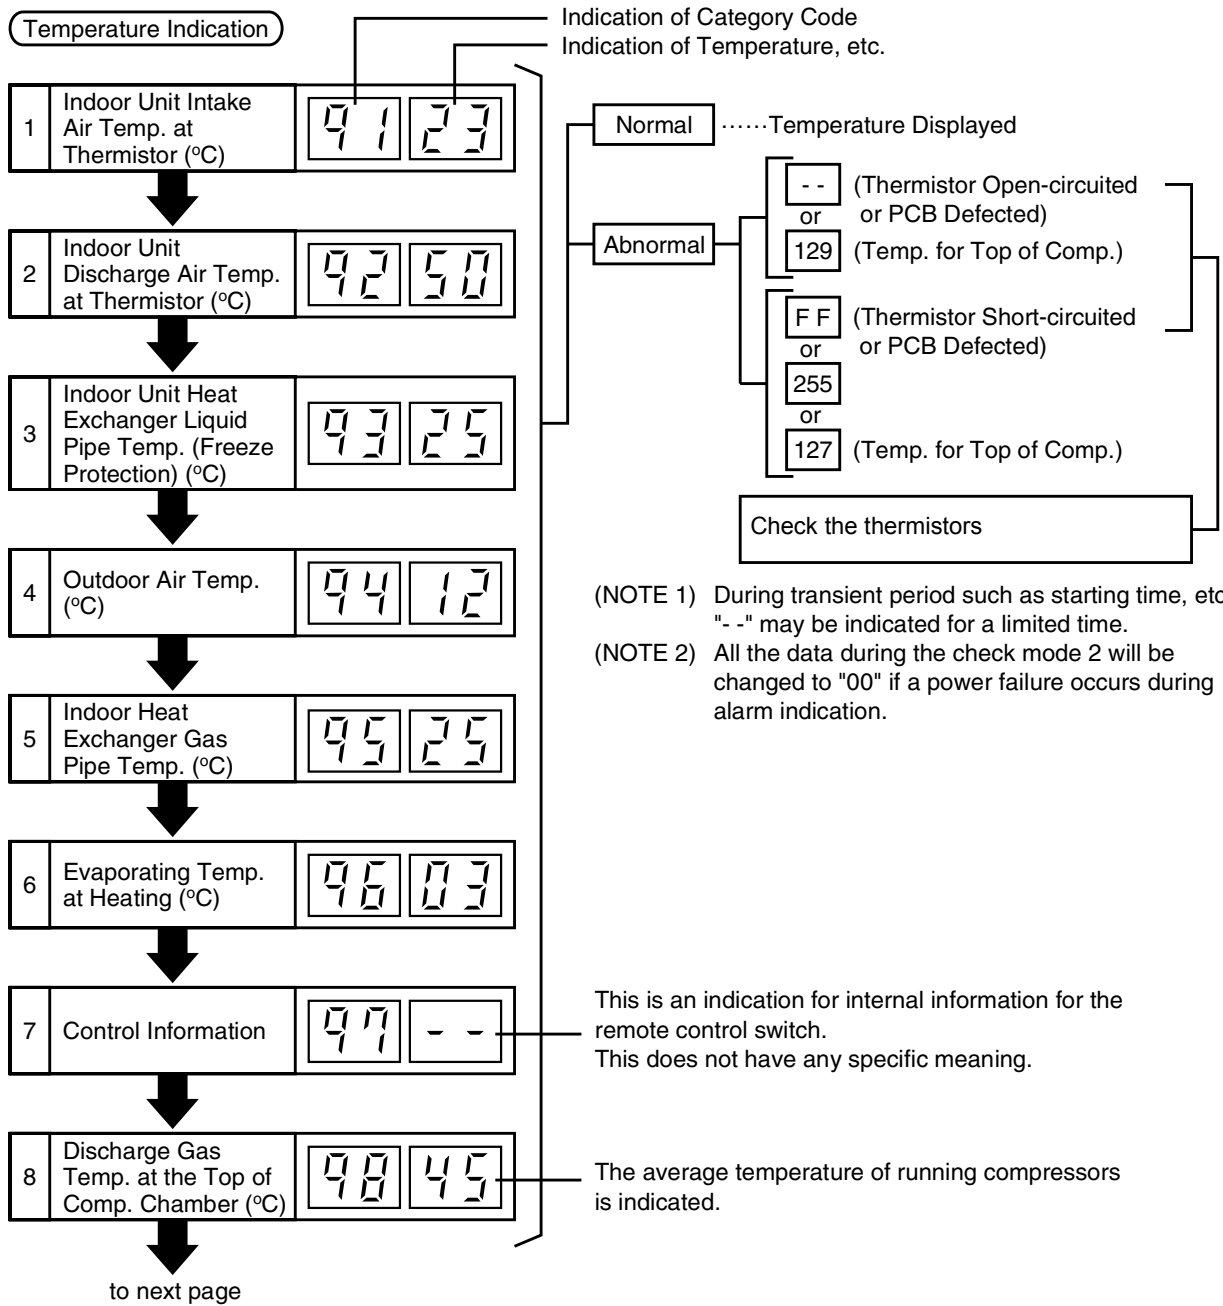 Temperature Indication
Indication of Category Code
Indication of Temperature, etc.
1
Indoor Unit Intake
Air Temp. at
Thermistor (°C)
91 23
2
Indoor Unit
Discharge Air Temp.
at Thermistor (°C)
92 50
3
Indoor Unit Heat
Exchanger Liquid
Pipe Temp. (Freeze
Protection) (°C)
93 25
4
Outdoor Air Temp.
(°C)
94 12
5
Indoor Heat
Exchanger Gas
Pipe Temp. (°C)
95 25
6
Evaporating Temp.
at Heating (°C)
96 03
7
Control Information
97 - -
8
Discharge Gas
Temp. at the Top of
Comp. Chamber (°C)
98 45
to next page
Normal ······Temperature Displayed
Abnormal
- - (Thermistor Open-circuited
or or PCB Defected)
129 (Temp. for Top of Comp.)
F F (Thermistor Short-circuited
or or PCB Defected)
255
or
127 (Temp. for Top of Comp.)
Check the thermistors
(NOTE 1) During transient period such as starting time, etc
"- -" may be indicated for a limited time.
(NOTE 2) All the data during the check mode 2 will be
changed to "00" if a power failure occurs during
alarm indication.
This is an indication for internal information for the
remote control switch.
This does not have any specific meaning.
The average temperature of running compressors
is indicated.